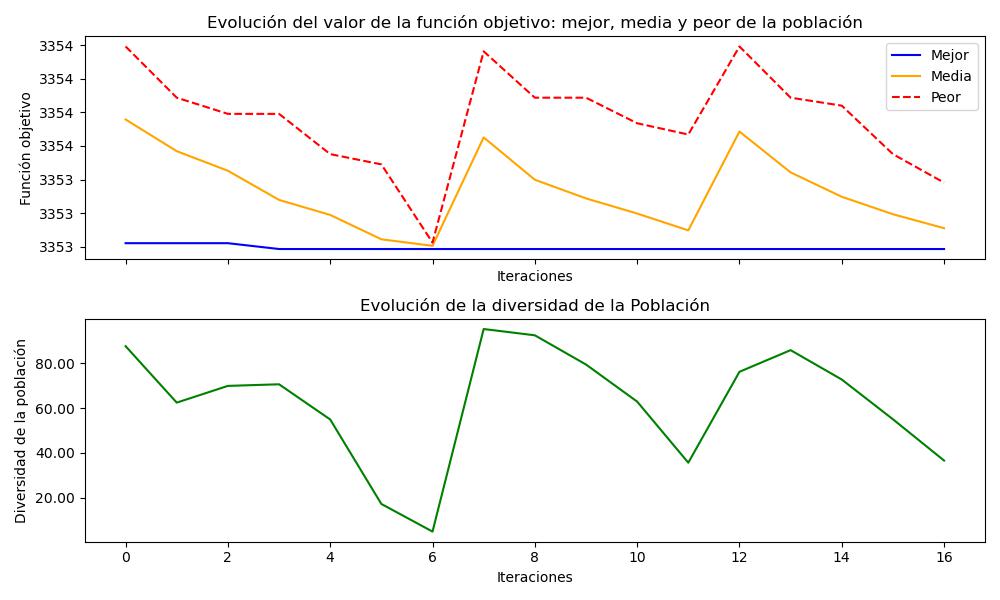 Evolución del valor de la función objetivo: mejor, media y peor de la población
Función objetivo
3354
3354
3354
3354
3353
3353
3353
Mejor
Media
Peor
Iteraciones
Evolución de la diversidad de la Población
Diversidad de la población
80.00
60.00
40.00
20.00
0 2 4 6 8 10 12 14 16
Iteraciones